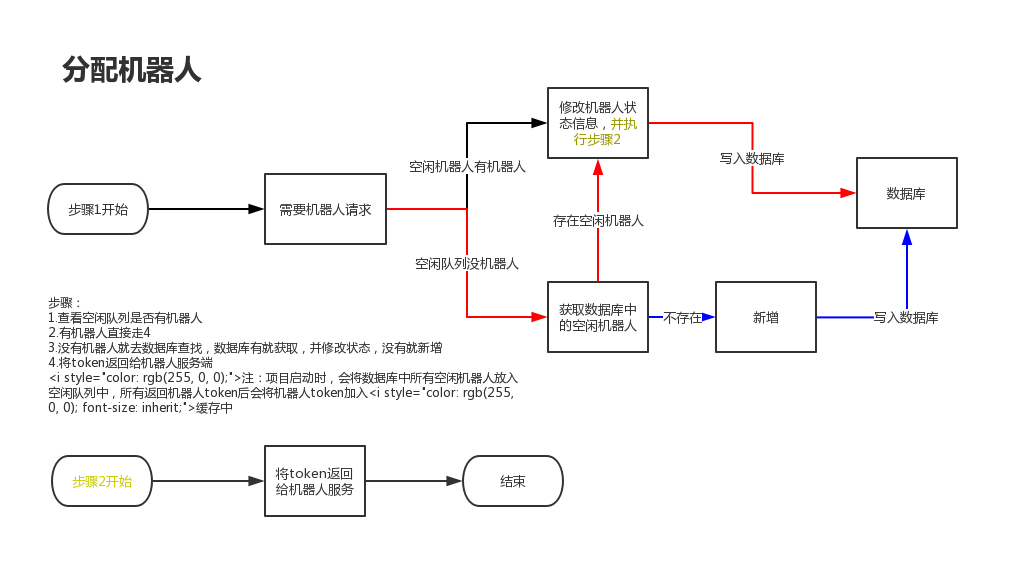 分配机器人
修改机器人状
态信息，并执
行步骤2
空闲机器人有机器人
写入数据库
步骤1开始
需要机器人请求
数据库
存在空闲机器人
空闲队列没机器人
获取数据库中
的空闲机器人
不存在
新增
写入数据库
步骤：
1.查看空闲队列是否有机器人
2.有机器人直接走4
3.没有机器人就去数据库查找，数据库有就获取，并修改状态，没有就新增
4.将token返回给机器人服务端
<i style="color: rgb(255, 0, 0);">注：项目启动时，会将数据库中所有空闲机器人放入
空闲队列中，所有返回机器人token后会将机器人token加入<i style="color: rgb(255,
0, 0); font-size: inherit;">缓存中
步骤2开始
将token返回
给机器人服务
结束